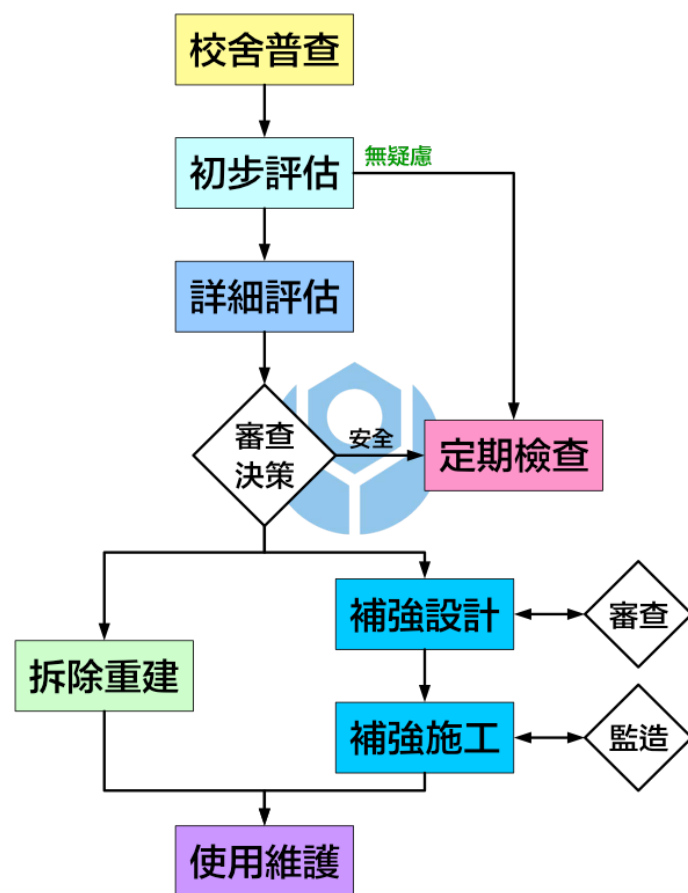 校舍普查
初步評估
無疑慮
詳細評估
審查
決策
安全
定期檢查
補強設計
審查
拆除重建
補強施工
監造
使用維護